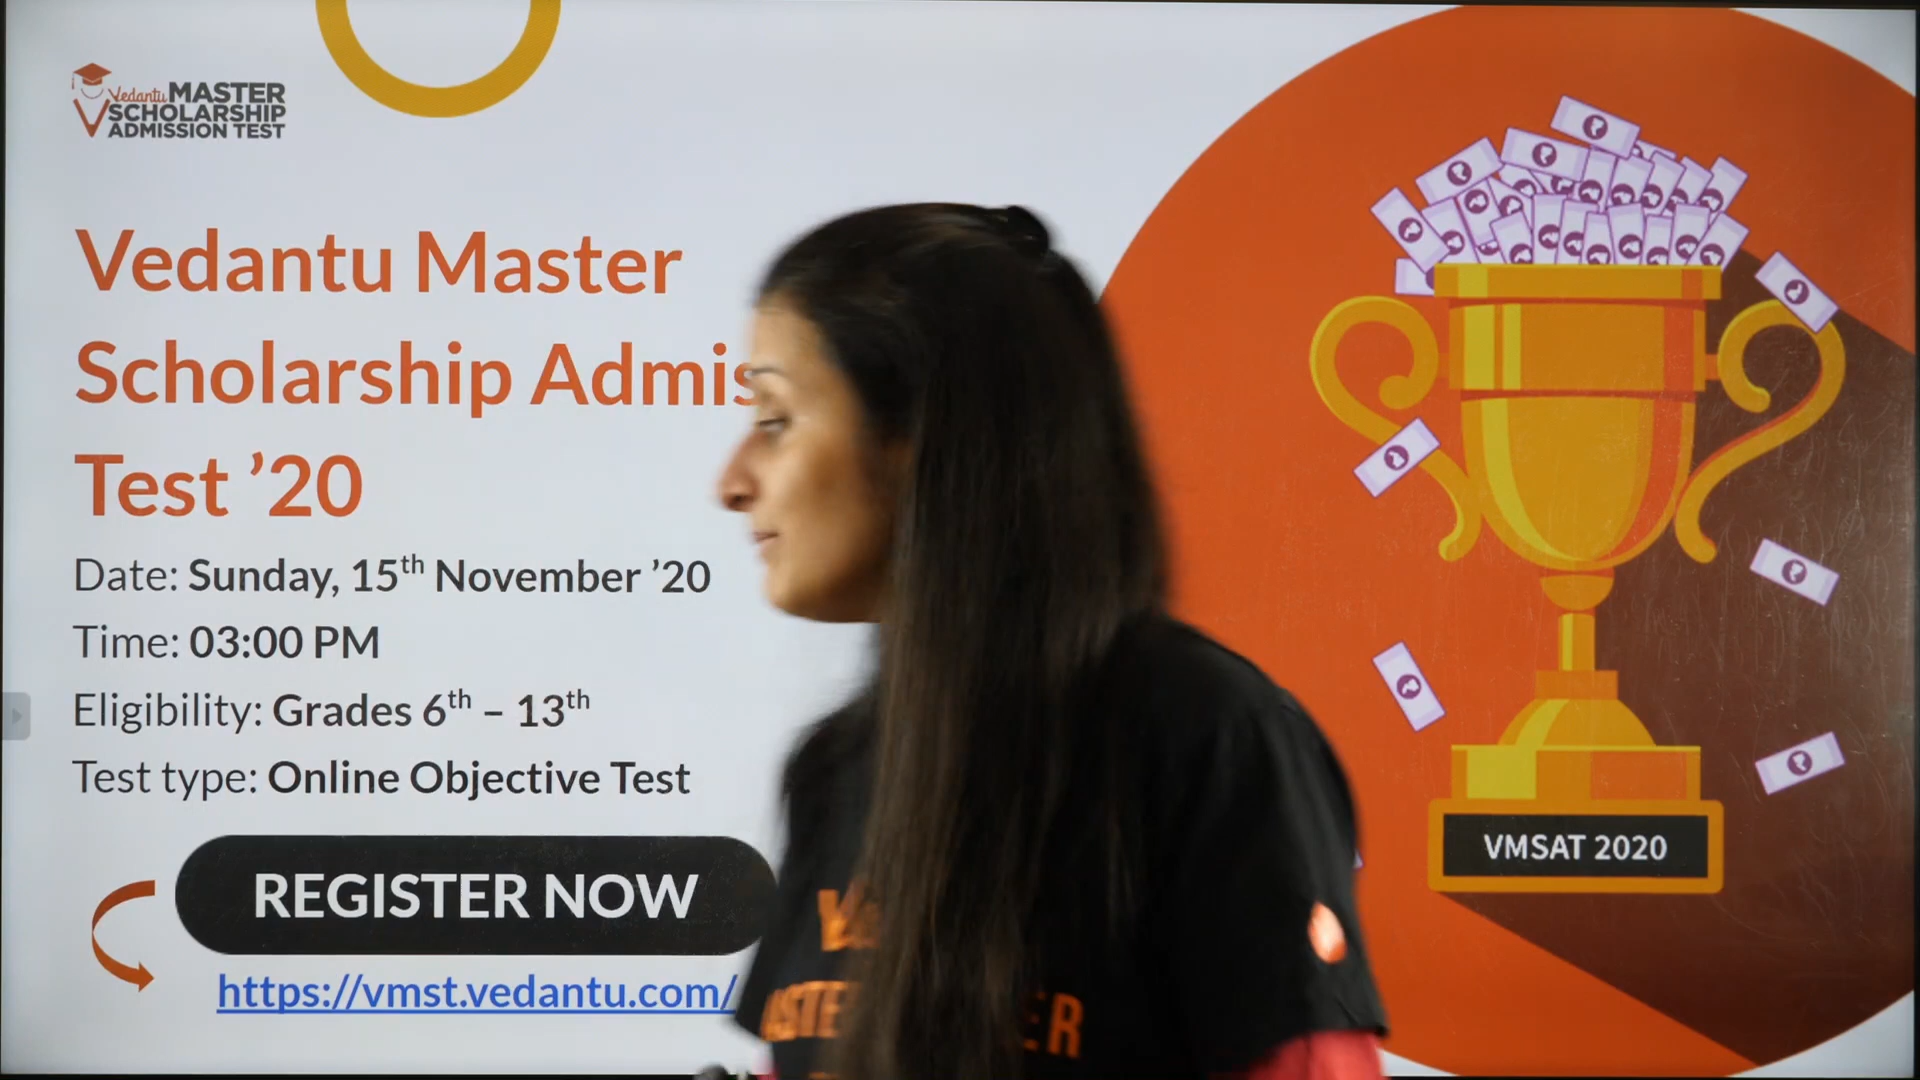 Vedantu MASTER
SCHOLARSHIP
ADMISSION TEST
Vedantu Master
Scholarship Admis
Test ’20
Date: Sunday, 15th November ’20
Time: 03:00 PM
Eligibility: Grades 6th – 13th
Test type: Online Objective Test
REGISTER NOW
https://vmst.vedantu.com/
VMSAT 2020